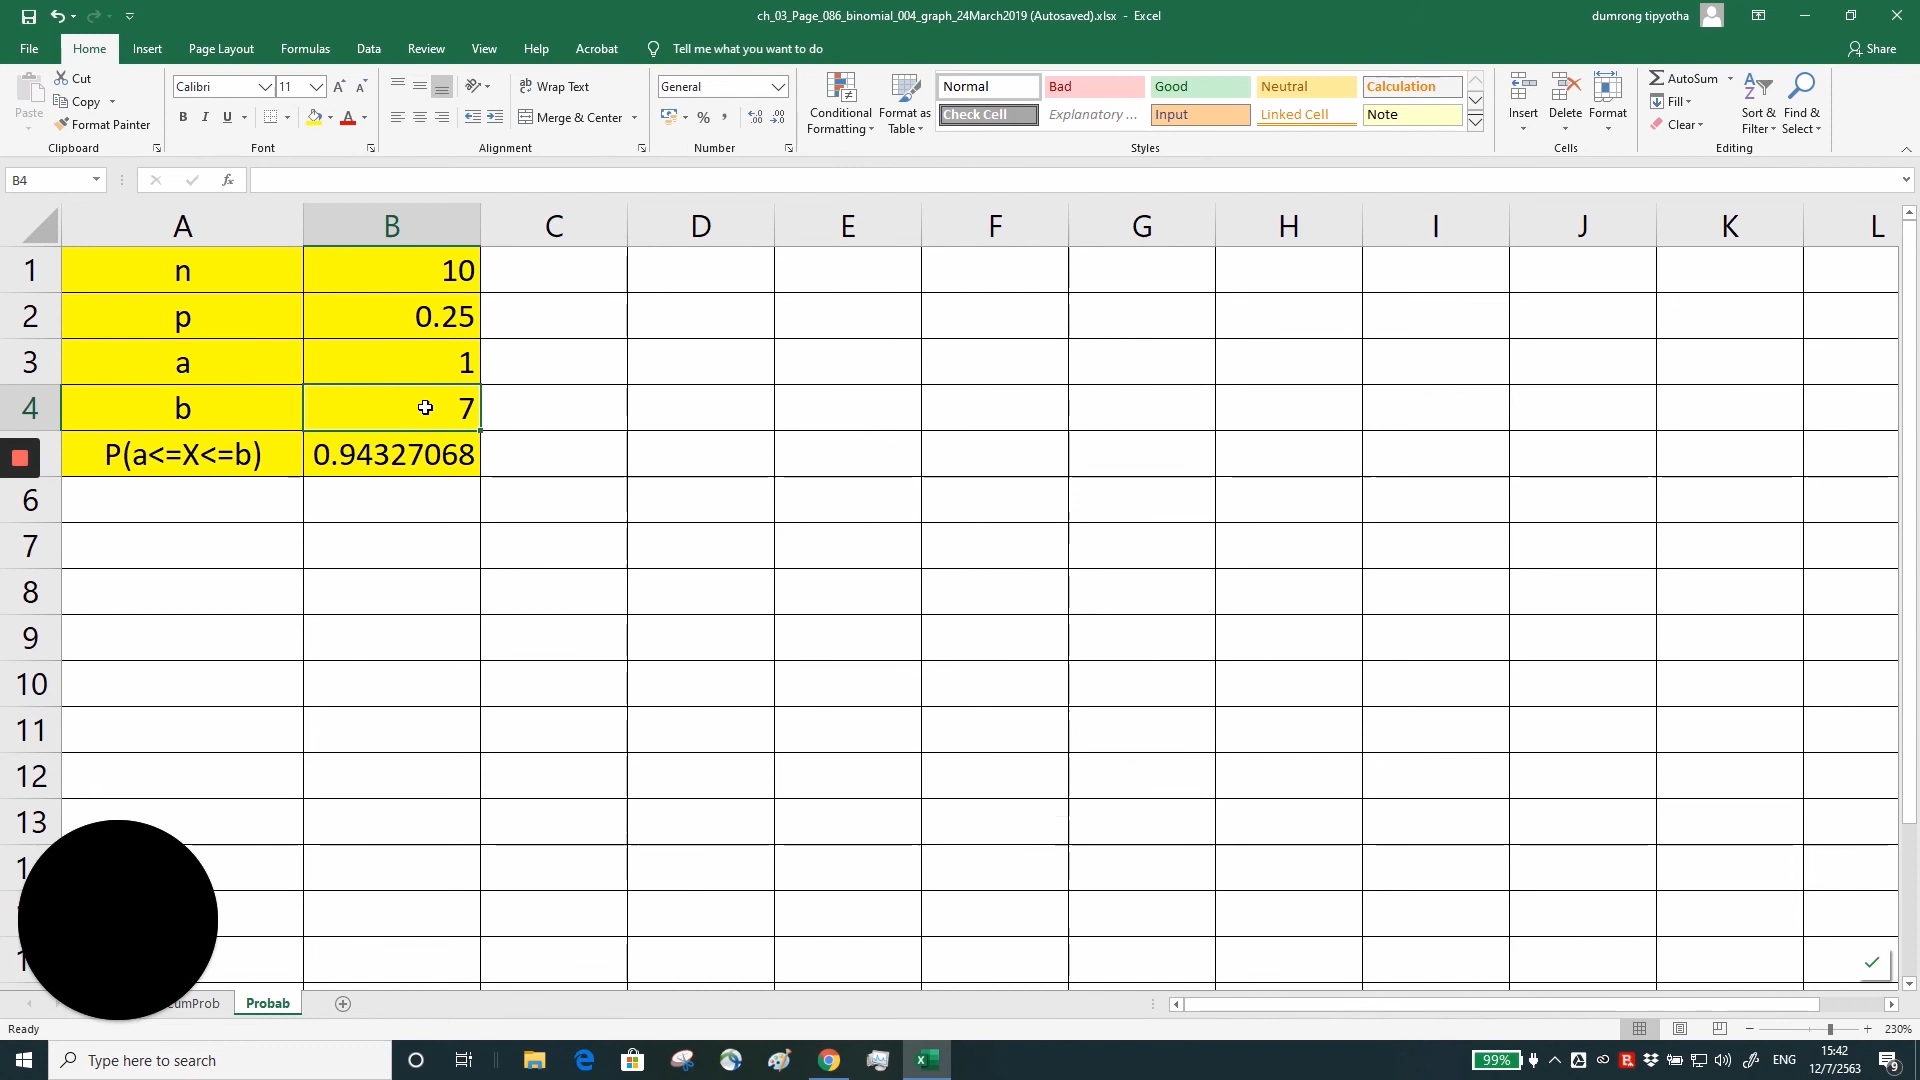 ch_03_Page_086_binomial_004_graph_24March2019 (Autosaved).xlsx - Excel
dumrong tipyotha
File Home Insert Page Layout Formulas Data Review View Help Acrobat Tell me what you want to do Share
Paste
Cut
Copy
Format Painter
Clipboard
Calibri 11
B I U
Font
Wrap Text
Merge & Center
Alignment
General
%
Number
Conditional Formatting
Format as Table
Normal Bad Good Neutral Calculation
Check Cell Explanatory ... Input Linked Cell Note
Styles
Insert Delete Format
Cells
AutoSum
Fill
Clear
Sort & Filter
Find & Select
Editing
B4
fx
A B C D E F G H I J K L
1 n 10
2 p 0.25
3 a 1
4 b 7
P(a<=X<=b) 0.94327068
6
7
8
9
10
11
12
13
umProb Probab
Ready
230%
Type here to search
99%
ENG
15:42
12/7/2563
9